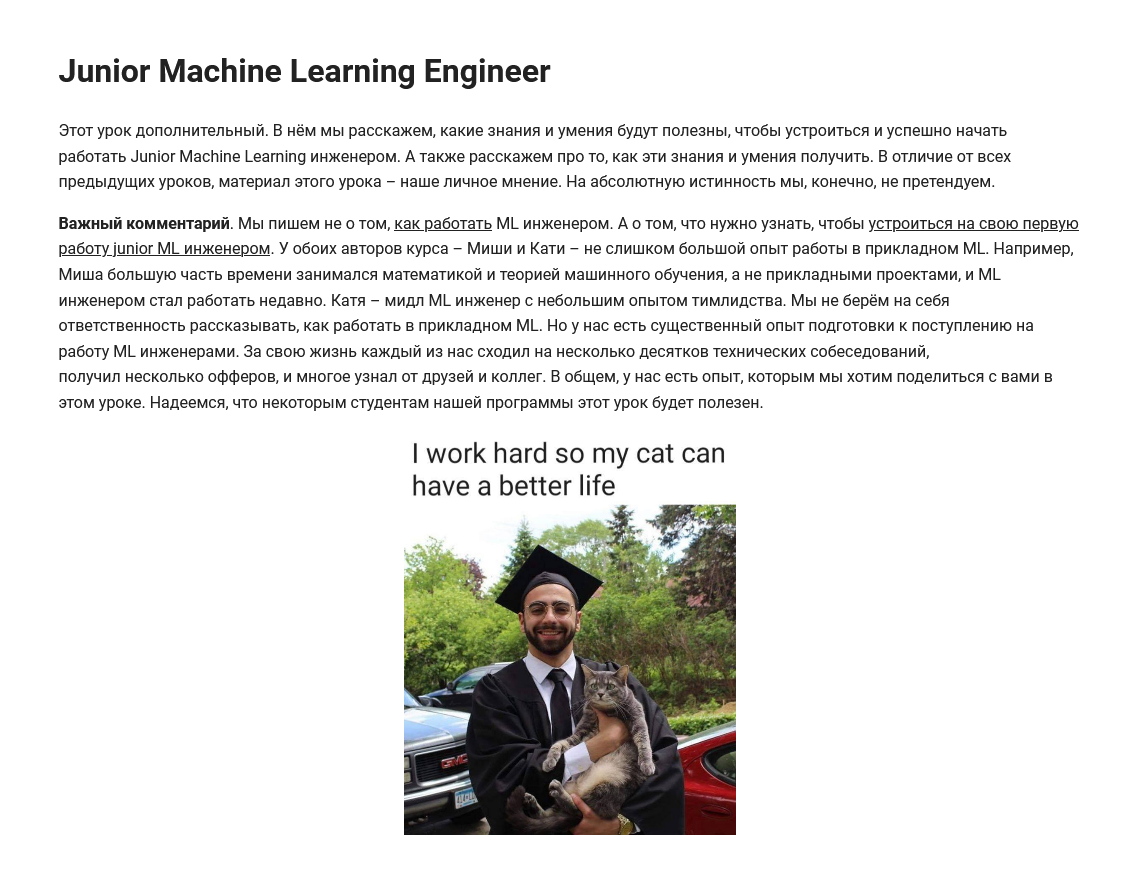 Junior Machine Learning Engineer
Этот урок дополнительный. В нём мы расскажем, какие знания и умения будут полезны, чтобы устроиться и успешно начать
работать Junior Machine Learning инженером. А также расскажем про то, как эти знания и умения получить. В отличие от всех
предыдущих уроков, материал этого урока – наше личное мнение. На абсолютную истинность мы, конечно, не претендуем.
Важный комментарий. Мы пишем не о том, как работать ML инженером. А о том, что нужно узнать, чтобы устроиться на свою первую
работу junior ML инженером. У обоих авторов курса – Миши и Кати – не слишком большой опыт работы в прикладном ML. Например,
Миша большую часть времени занимался математикой и теорией машинного обучения, а не прикладными проектами, и ML
инженером стал работать недавно. Катя – мидл ML инженер с небольшим опытом тимлидства. Мы не берём на себя
ответственность рассказывать, как работать в прикладном ML. Но у нас есть существенный опыт подготовки к поступлению на
работу ML инженерами. За свою жизнь каждый из нас сходил на несколько десятков технических собеседований,
получил несколько офферов, и многое узнал от друзей и коллег. В общем, у нас есть опыт, которым мы хотим поделиться с вами в
этом уроке. Надеемся, что некоторым студентам нашей программы этот урок будет полезен.
I work hard so my cat can
have a better life
GMC